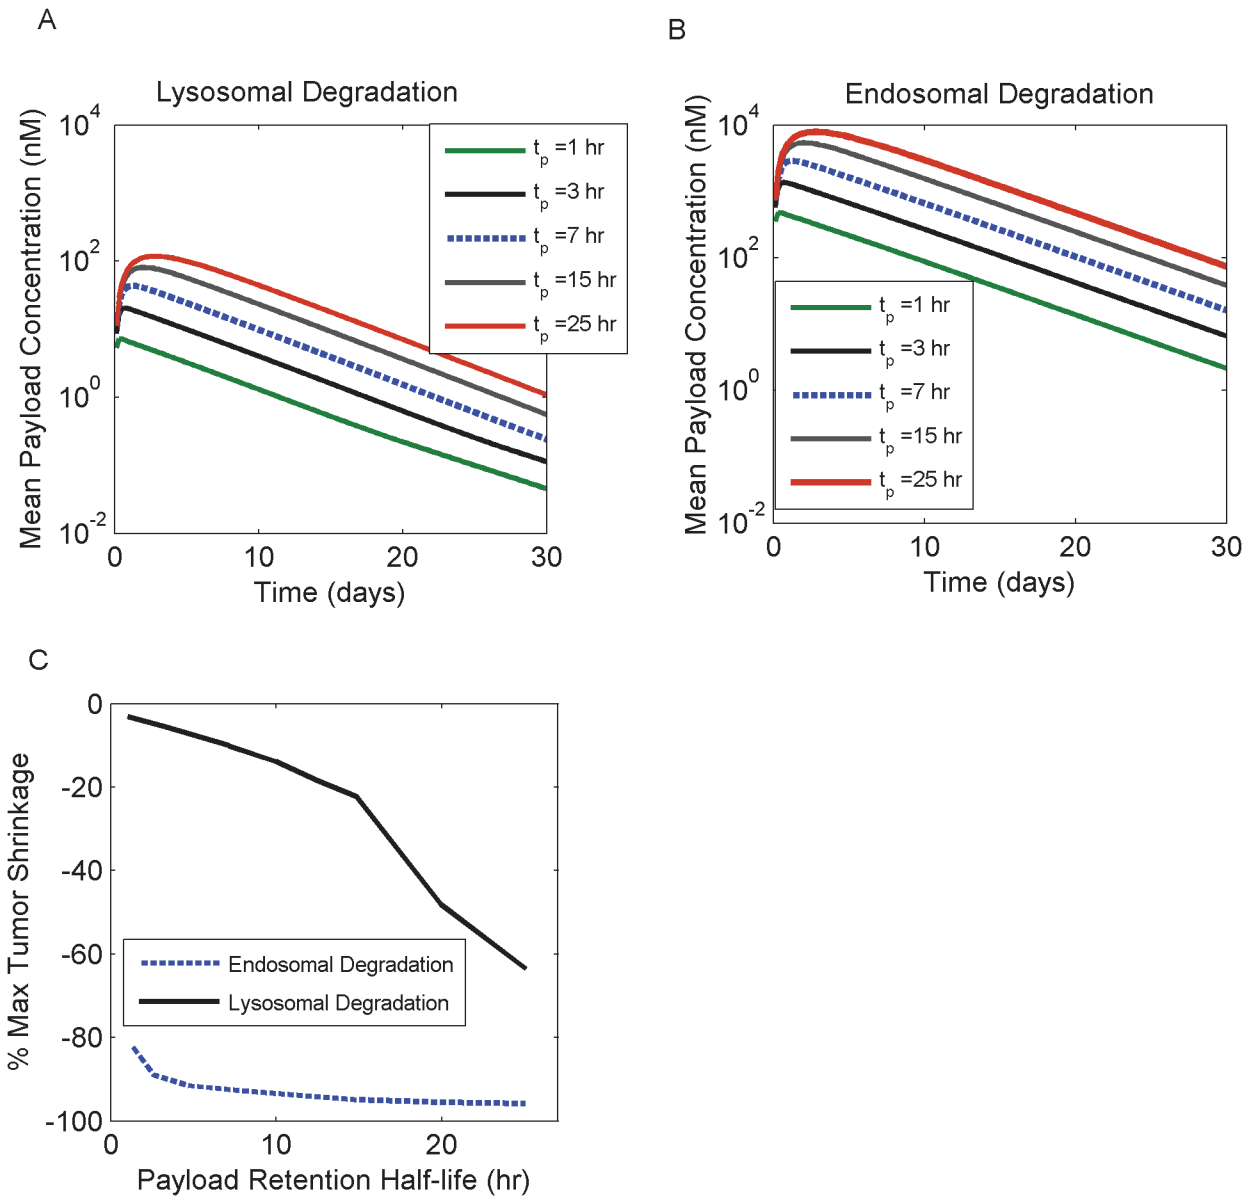 A
Lysosomal Degradation
Mean Payload Concentration (nM)
10^4
10^2
10^0
10^-2
0
10
20
30
Time (days)
t_p =1 hr
t_p =3 hr
t_p =7 hr
t_p =15 hr
t_p =25 hr
B
Endosomal Degradation
Mean Payload Concentration (nM)
10^4
10^2
10^0
10^-2
0
10
20
30
Time (days)
t_p =1 hr
t_p =3 hr
t_p =7 hr
t_p =15 hr
t_p =25 hr
C
% Max Tumor Shrinkage
0
-20
-40
-60
-80
-100
0
10
20
Payload Retention Half-life (hr)
Endosomal Degradation
Lysosomal Degradation